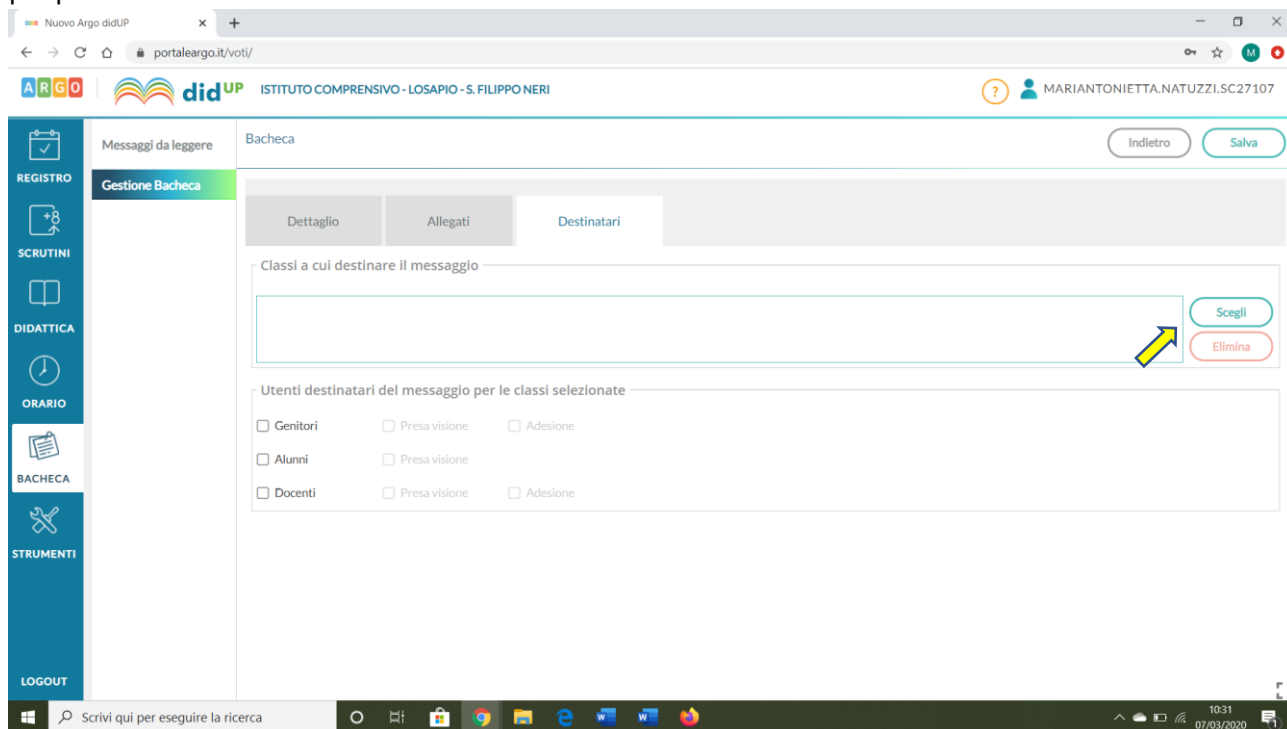 Nuovo Argo didUP
portaleargo.it/voti/
M
ARGO
didUP
ISTITUTO COMPRENSIVO - LOSAPIO - S. FILIPPO NERI
?
MARIANTONIETTA.NATUZZI.SC27107
REGISTRO
+8
SCRUTINI
DIDATTICA
ORARIO
BACHECA
STRUMENTI
LOGOUT
Messaggi da leggere
Gestione Bacheca
Bacheca
Indietro
Salva
Dettaglio
Allegati
Destinatari
Classi a cui destinare il messaggio
Scegli
Elimina
Utenti destinatari del messaggio per le classi selezionate
Genitori Presa visione Adesione
Alunni Presa visione
Docenti Presa visione Adesione
Scrivi qui per eseguire la ricerca
10:31
07/03/2020